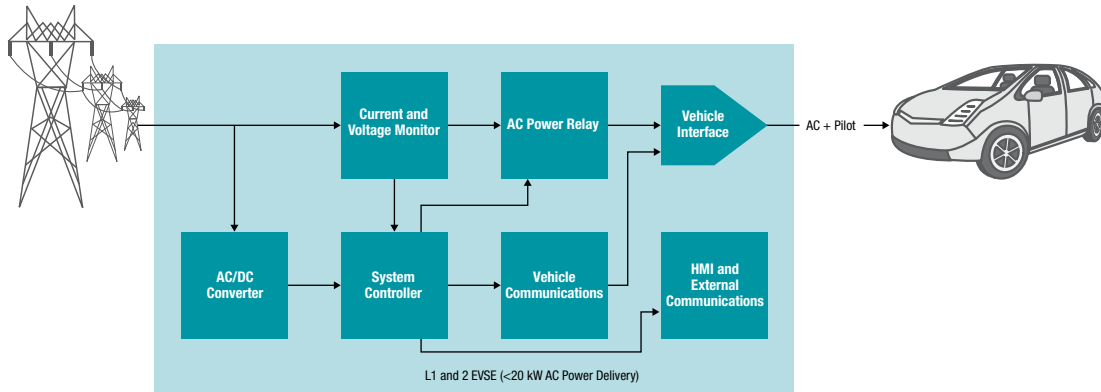 Current and
Voltage Monitor
AC Power Relay
Vehicle
Interface
AC + Pilot
AC/DC
Converter
System
Controller
Vehicle
Communications
HMI and
External
Communications
L1 and 2 EVSE (<20 kW AC Power Delivery)